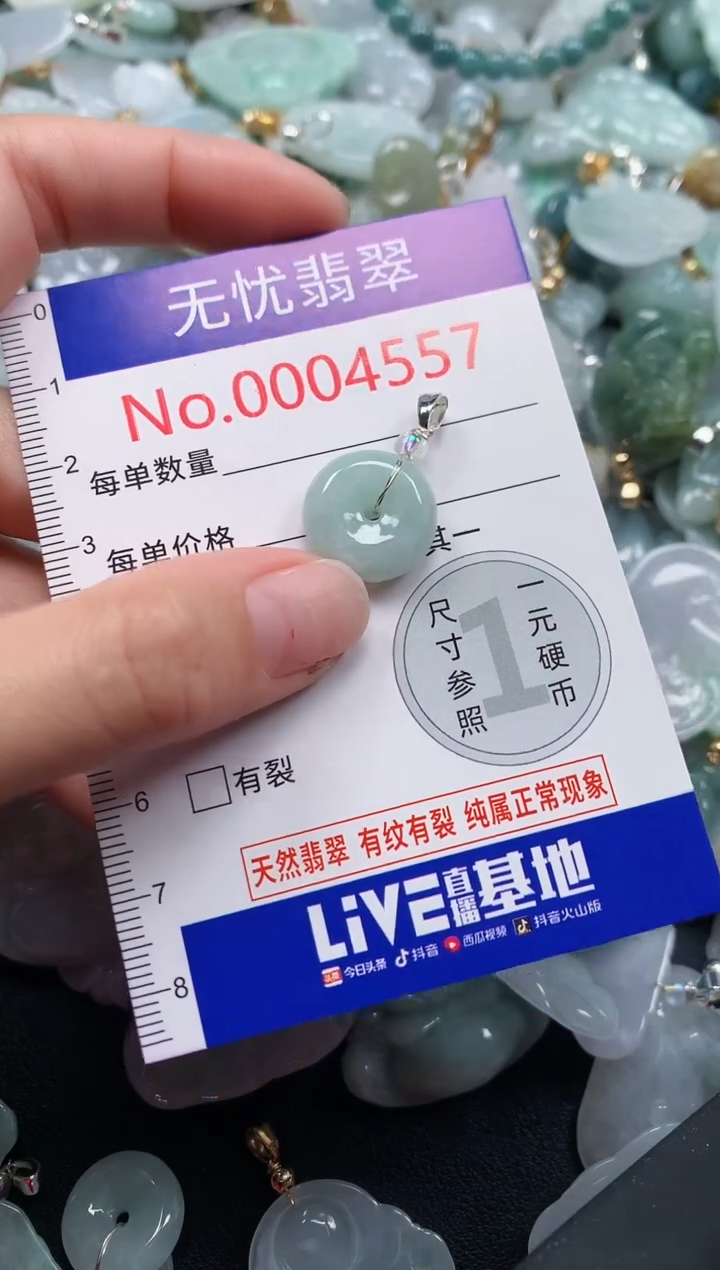 无忧翡翠
No.0004557
0
1
2
3
6
7
8
每单数量
每单价格
其一
尺寸参照
1
一元硬币
有裂
天然翡翠 有纹有裂 纯属正常现象
LiVE直播基地
头条 今日头条 抖音 西瓜视频 抖音火山版